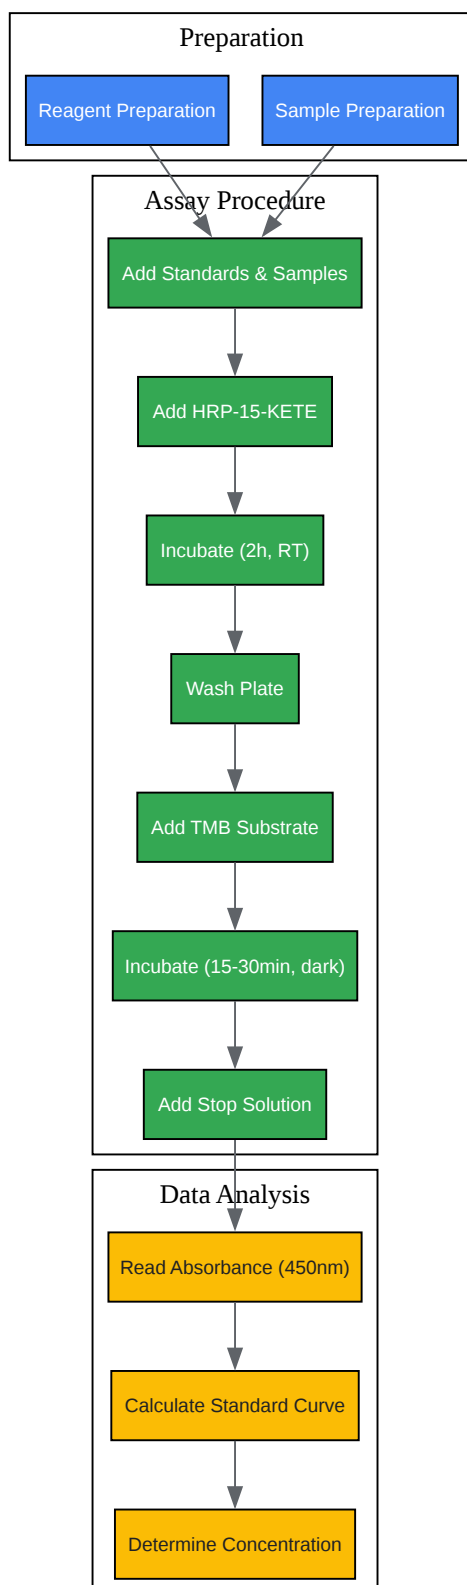 Preparation
Reagent Preparation
Sample Preparation
Assay Procedure
Add Standards & Samples
Add HRP-15-KETE
Incubate (2h, RT)
Wash Plate
Add TMB Substrate
Incubate (15-30min, dark)
Add Stop Solution
Data Analysis
Read Absorbance (450nm)
Calculate Standard Curve
Determine Concentration